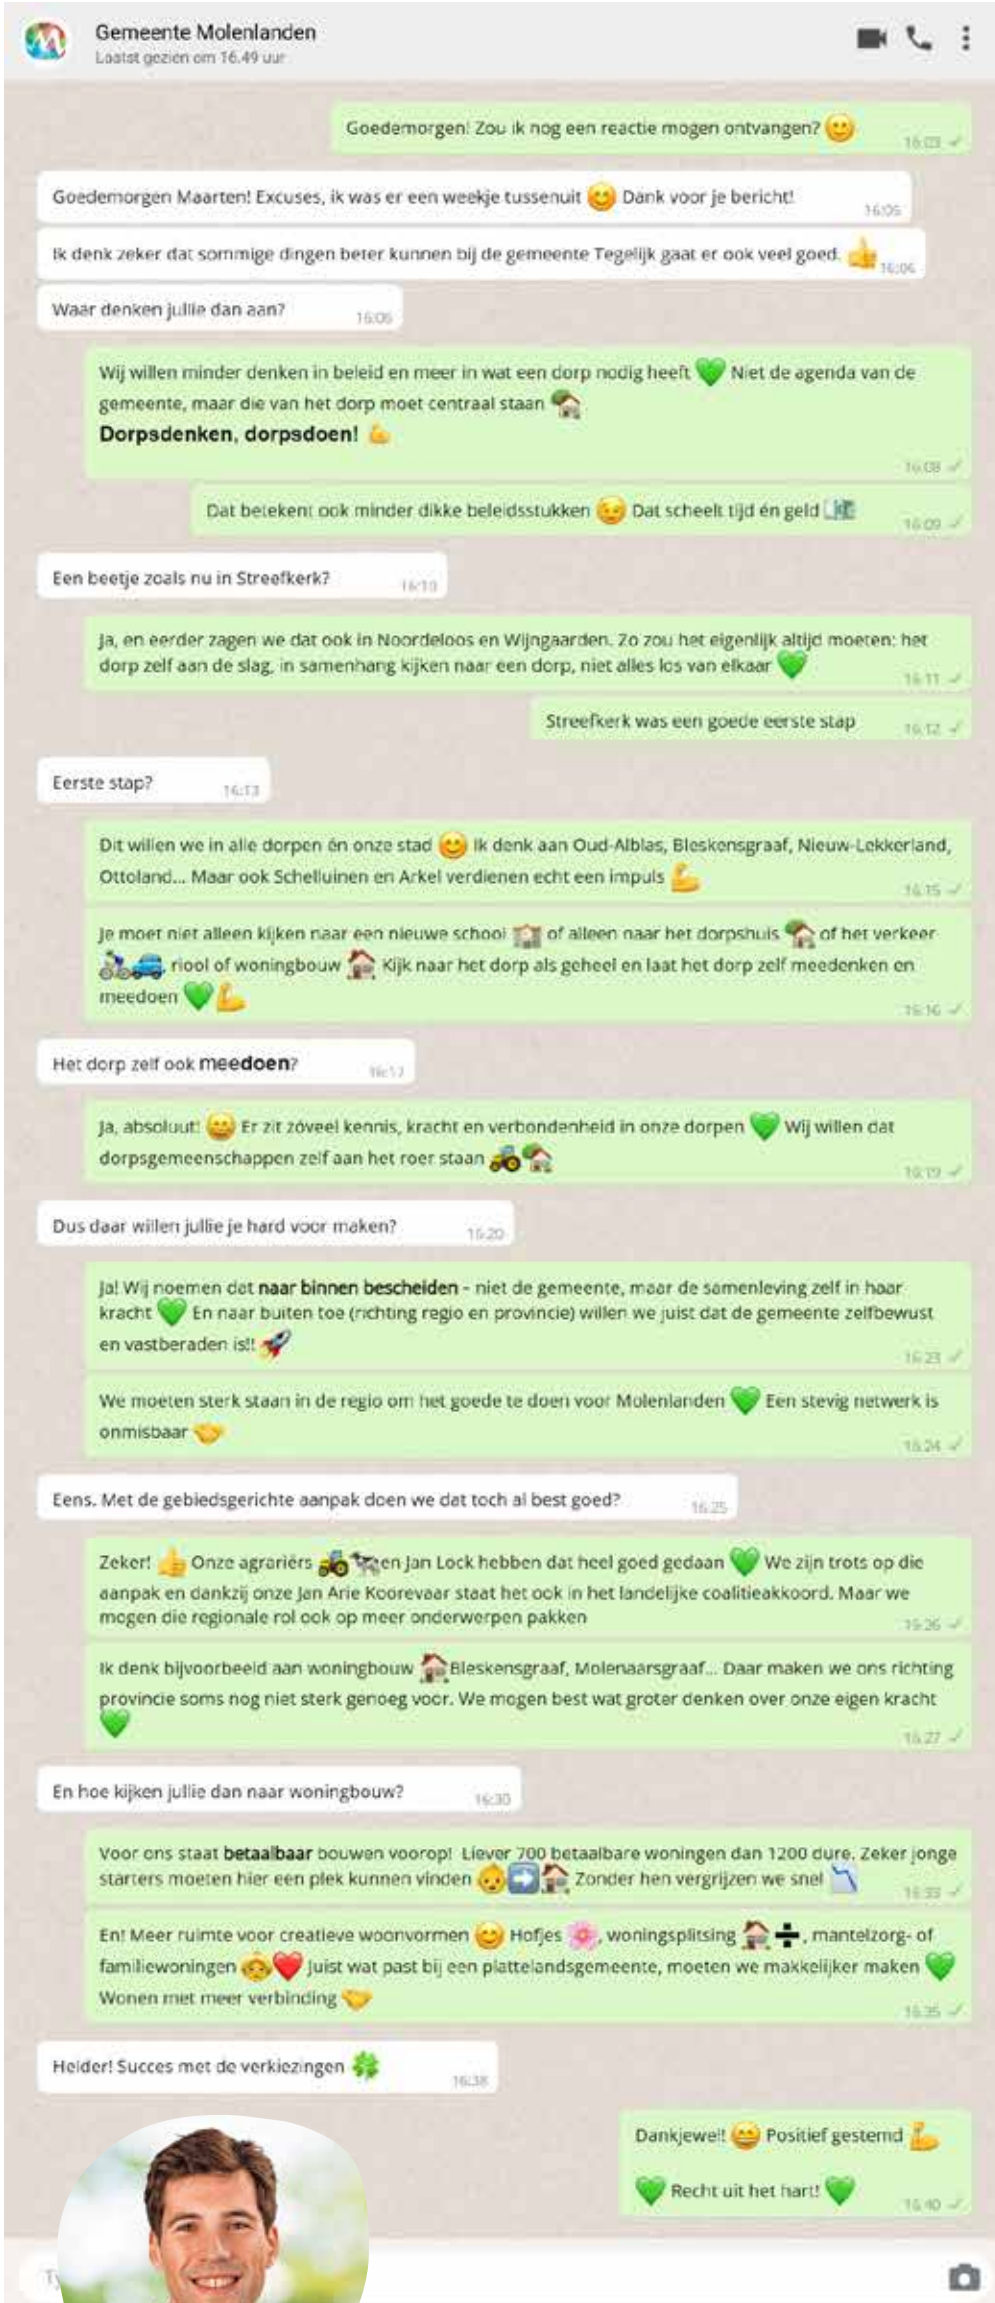 Gemeente Molenlanden
Laatst gezien om 16.49 uur
Goedemorgen! Zou ik nog een reactie mogen ontvangen? 🙂
16:03
Goedemorgen Maarten! Excuses, ik was er een weekje tussenuit 😊 Dank voor je bericht!
16:05
Ik denk zeker dat sommige dingen beter kunnen bij de gemeente Tegelijk gaat er ook veel goed. 👍
16:06
Waar denken jullie dan aan?
16:06
Wij willen minder denken in beleid en meer in wat een dorp nodig heeft 💚 Niet de agenda van de
gemeente, maar die van het dorp moet centraal staan 🏡
Dorpsdenken, dorpsdoen! 💪
16:08
Dat betekent ook minder dikke beleidsstukken 😉 Dat scheelt tijd én geld 💶
16:09
Een beetje zoals nu in Streefkerk?
16:10
Ja, en eerder zagen we dat ook in Noordeloos en Wijngaarden. Zo zou het eigenlijk altijd moeten: het
dorp zelf aan de slag, in samenhang kijken naar een dorp, niet alles los van elkaar 💚
16:11
Streefkerk was een goede eerste stap
16:12
Eerste stap?
16:13
Dit willen we in alle dorpen én onze stad 😊 Ik denk aan Oud-Alblas, Bleskensgraaf, Nieuw-Lekkerland,
Ottoland... Maar ook Schelluinen en Arkel verdienen echt een impuls 💪
16:15
Je moet niet alleen kijken naar een nieuwe school 🏫 of alleen naar het dorpshuis 🏡 of het verkeer
🚴🚙, riool of woningbouw 🏠 Kijk naar het dorp als geheel en laat het dorp zelf meedenken en
meedoen 💚💪
16:16
Het dorp zelf ook meedoen?
16:17
Ja, absoluut! 😄 Er zit zóveel kennis, kracht en verbondenheid in onze dorpen 💚 Wij willen dat
dorpsgemeenschappen zelf aan het roer staan 🚜🏡
16:19
Dus daar willen jullie je hard voor maken?
16:20
Ja! Wij noemen dat naar binnen bescheiden - niet de gemeente, maar de samenleving zelf in haar
kracht 💚 En naar buiten toe (richting regio en provincie) willen we juist dat de gemeente zelfbewust
en vastberaden is!! 🚀
16:23
We moeten sterk staan in de regio om het goede te doen voor Molenlanden 💚 Een stevig netwerk is
onmisbaar 🤝
16:24
Eens. Met de gebiedsgerichte aanpak doen we dat toch al best goed?
16:25
Zeker! 👍 Onze agrariërs 🚜🐄en Jan Lock hebben dat heel goed gedaan 💚 We zijn trots op die
aanpak en dankzij onze Jan Arie Koorevaar staat het ook in het landelijke coalitieakkoord. Maar we
mogen die regionale rol ook op meer onderwerpen pakken
16:26
Ik denk bijvoorbeeld aan woningbouw 🏠Bleskensgraaf, Molenaarsgraaf... Daar maken we ons richting
provincie soms nog niet sterk genoeg voor. We mogen best wat groter denken over onze eigen kracht
💚
16:27
En hoe kijken jullie dan naar woningbouw?
16:30
Voor ons staat betaalbaar bouwen voorop! Liever 700 betaalbare woningen dan 1200 dure. Zeker jonge
starters moeten hier een plek kunnen vinden 👶➡️🏠 Zonder hen vergrijzen we snel 📉
16:33
En! Meer ruimte voor creatieve woonvormen 😊 Hofjes 🌸, woningsplitsing 🏠➗, mantelzorg- of
familiewoningen 👵❤️ Juist wat past bij een plattelandsgemeente, moeten we makkelijker maken 💚
Wonen met meer verbinding 🤝
16:35
Helder! Succes met de verkiezingen 🍀
16:38
Dankjewel! 😄 Positief gestemd 💪
💚 Recht uit het hart! 💚
16:40